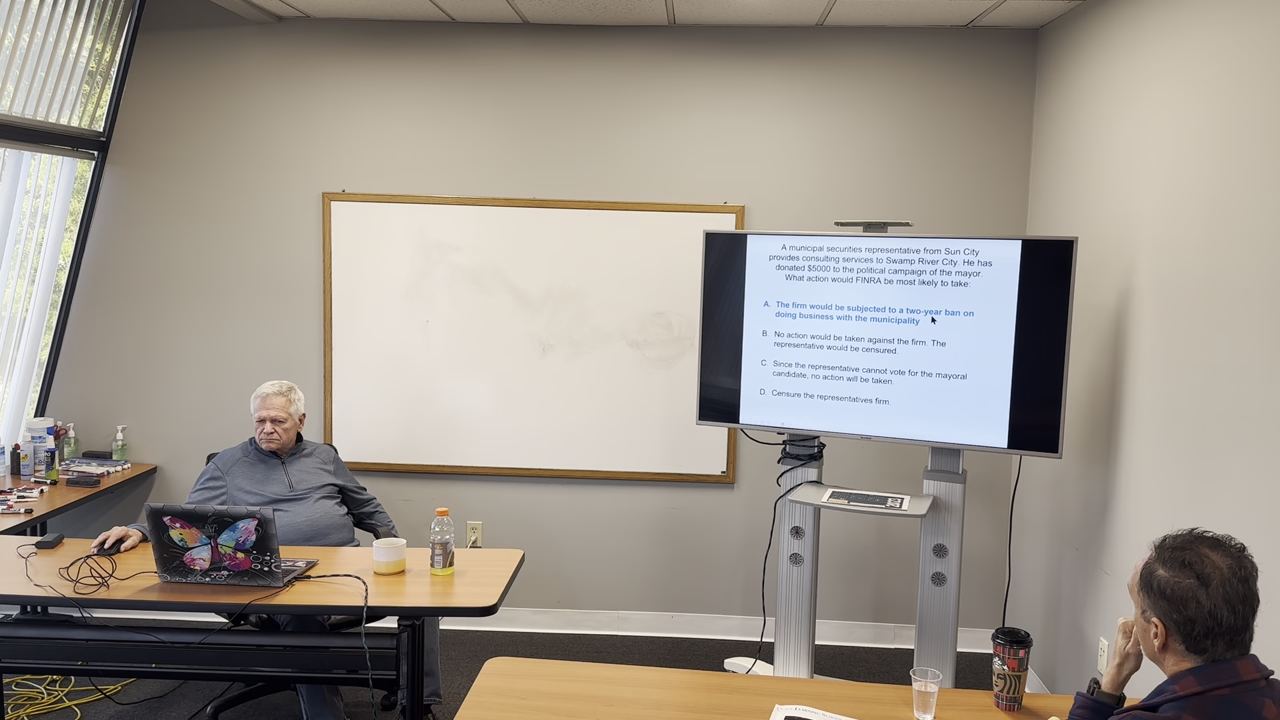 A municipal securities representative from Sun City
provides consulting services to Swamp River City. He has
donated $5000 to the political campaign of the mayor.
What action would FINRA be most likely to take:
A. The firm would be subjected to a two-year ban on
doing business with the municipality
B. No action would be taken against the firm. The
representative would be censured.
C. Since the representative cannot vote for the mayoral
candidate, no action will be taken.
D. Censure the representatives firm.